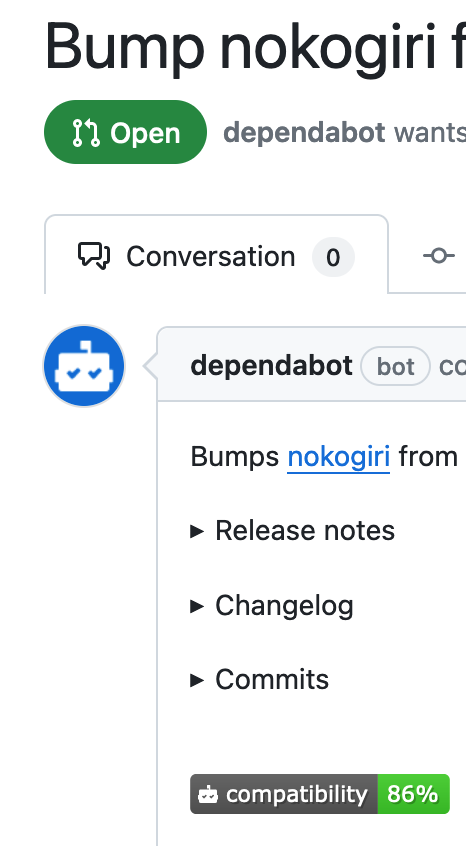 Bump nokogiri
Open dependabot wants
Conversation 0
dependabot bot
Bumps nokogiri from
▸ Release notes
▸ Changelog
▸ Commits
compatibility 86%